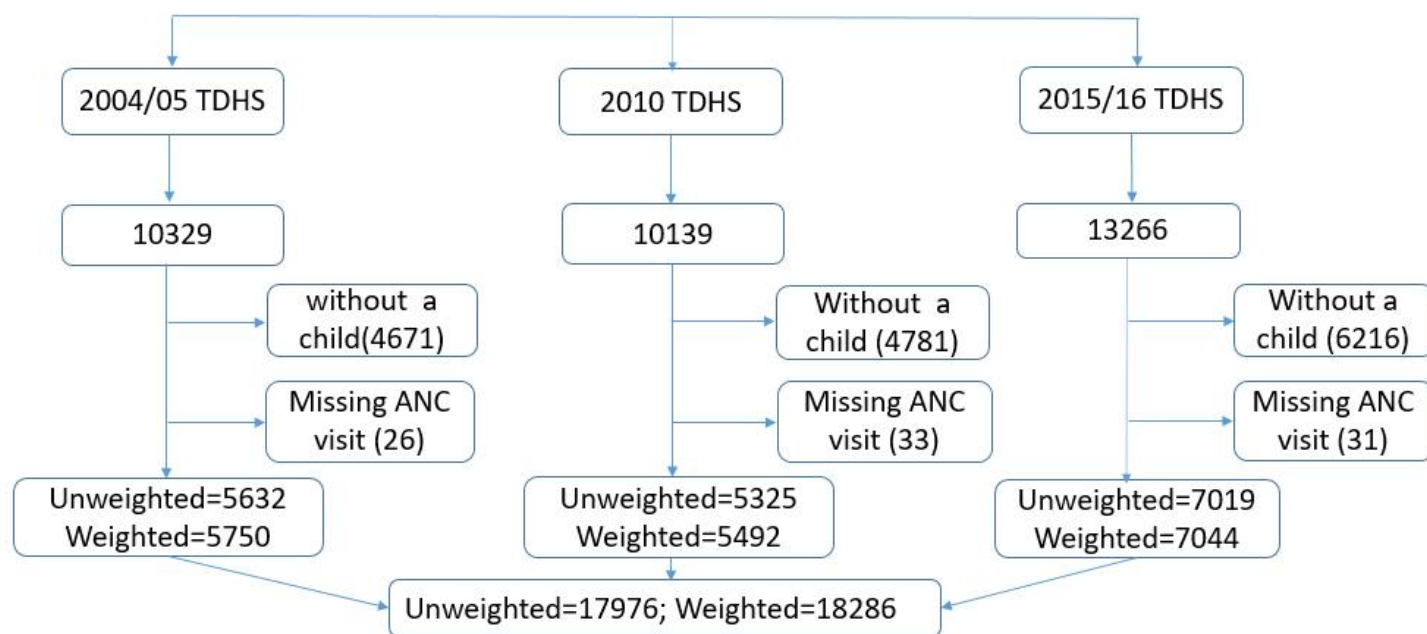 2004/05 TDHS
2010 TDHS
2015/16 TDHS
10329
10139
13266
without a
child(4671)
Without a
child (4781)
Without a
child (6216)
Missing ANC
visit (26)
Missing ANC
visit (33)
Missing ANC
visit (31)
Unweighted=5632
Weighted=5750
Unweighted=5325
Weighted=5492
Unweighted=7019
Weighted=7044
Unweighted=17976; Weighted=18286